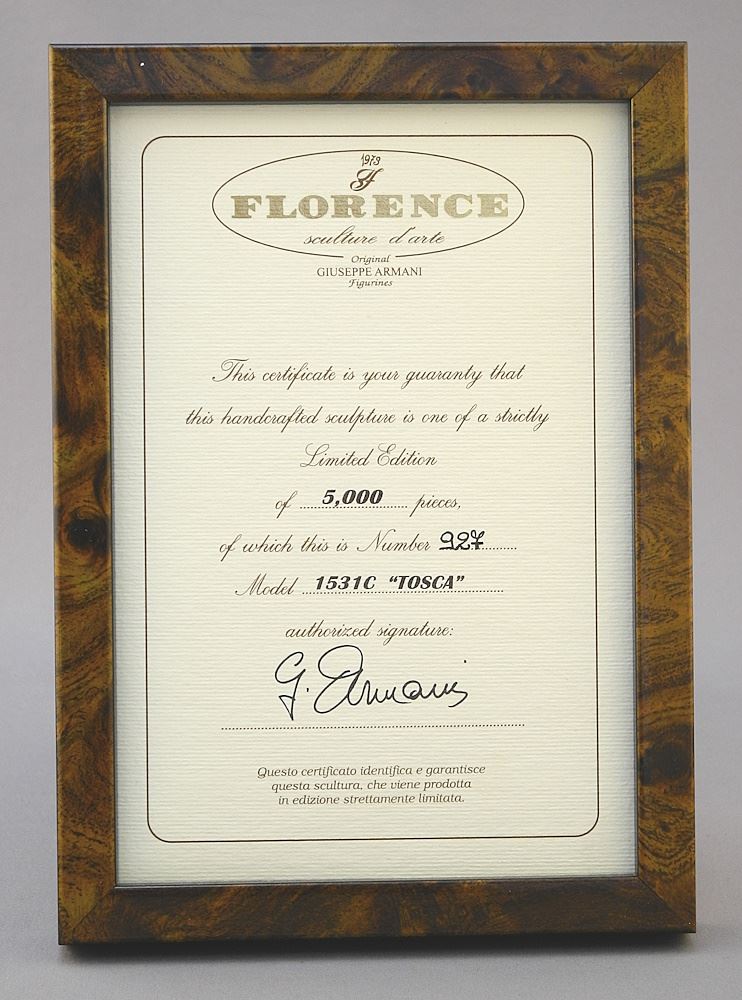 1973
FLORENCE
sculture d'arte
Original
GIUSEPPE ARMANI
Figurines
This certificate is your guaranty that
this handcrafted sculpture is one of a strictly
Limited Edition
of 5,000 pieces,
of which this is Number 927
Model 1531C “TOSCA”
authorized signature:
G. Armani
Questo certificato identifica e garantisce
questa scultura, che viene prodotta
in edizione strettamente limitata.